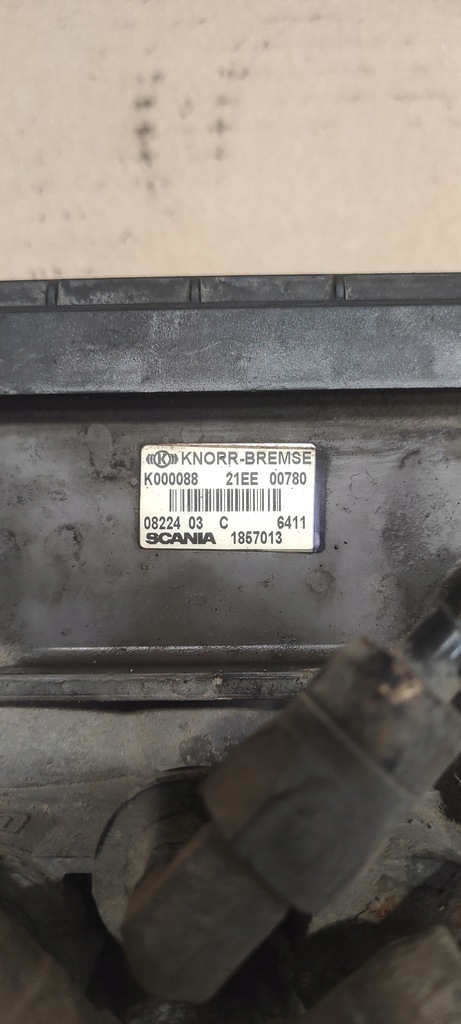 KNORR-BREMSE
K000088 21EE 00780
08224 03 C 6411
SCANIA 1857013